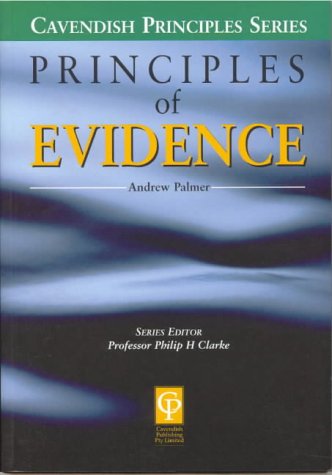 CAVENDISH PRINCIPLES SERIES
PRINCIPLES
of
EVIDENCE
Andrew Palmer
SERIES EDITOR
Professor Philip H Clarke
CP
Cavendish
Publishing
Pty Limited